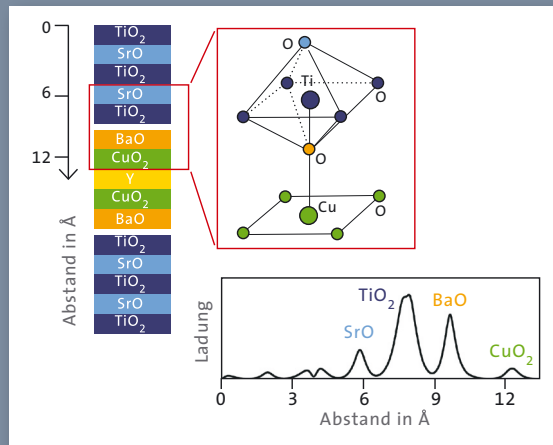 0
6
12
Abstand in Å
TiO₂
SrO
TiO₂
SrO
TiO₂
BaO
CuO₂
Y
CuO₂
BaO
TiO₂
SrO
TiO₂
SrO
TiO₂
O
Ti
O
O
Cu
O
Ladung
SrO
TiO₂
BaO
CuO₂
0 3 6 9 12
Abstand in Å